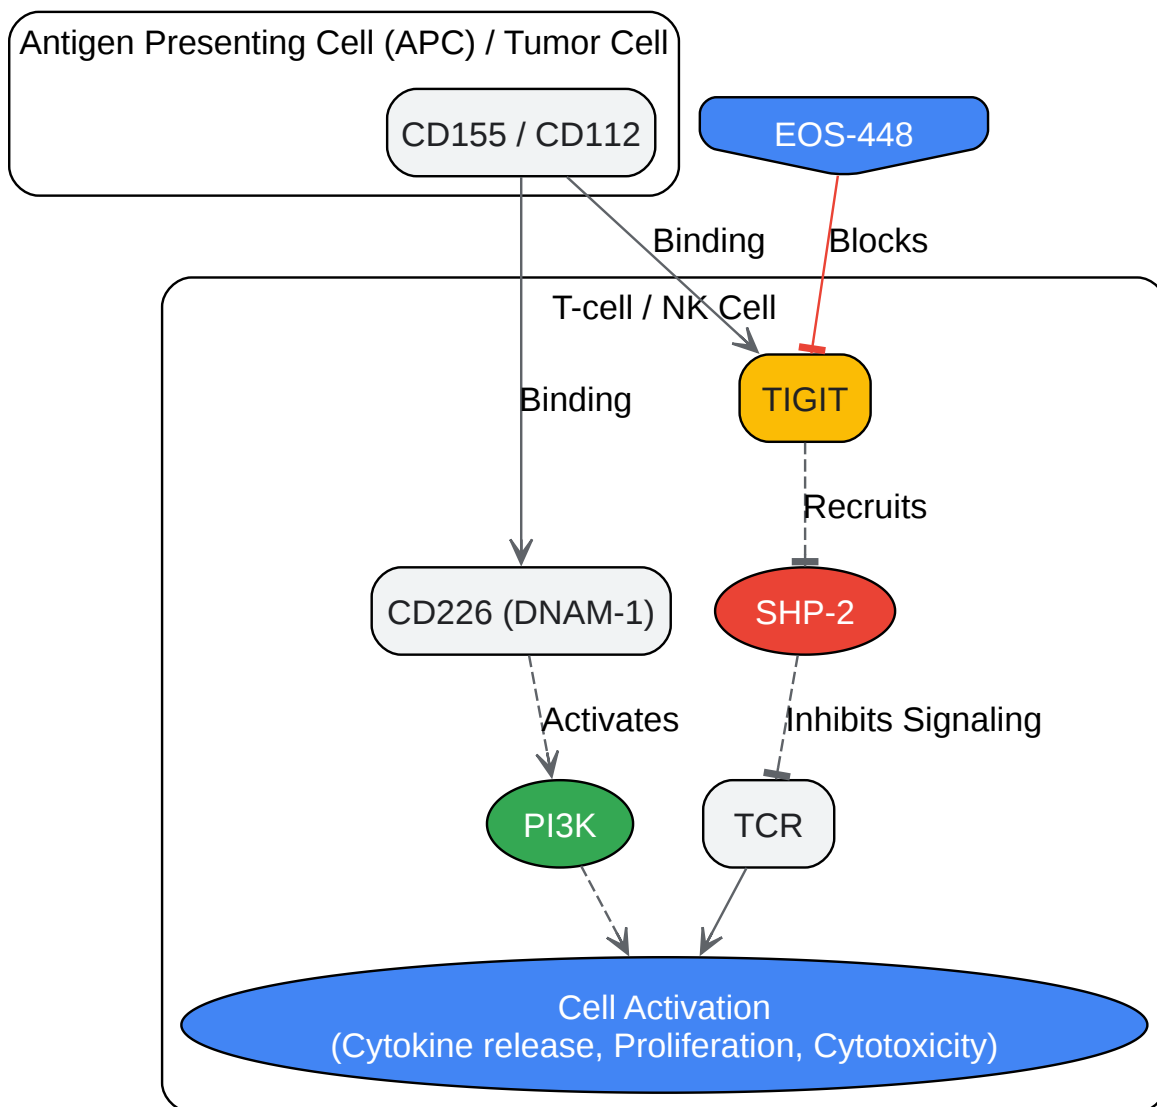 Antigen Presenting Cell (APC) / Tumor Cell
CD155 / CD112
EOS-448
Binding
Blocks
T-cell / NK Cell
Binding
TIGIT
Recruits
CD226 (DNAM-1)
SHP-2
Activates
Inhibits Signaling
PI3K
TCR
Cell Activation
(Cytokine release, Proliferation, Cytotoxicity)